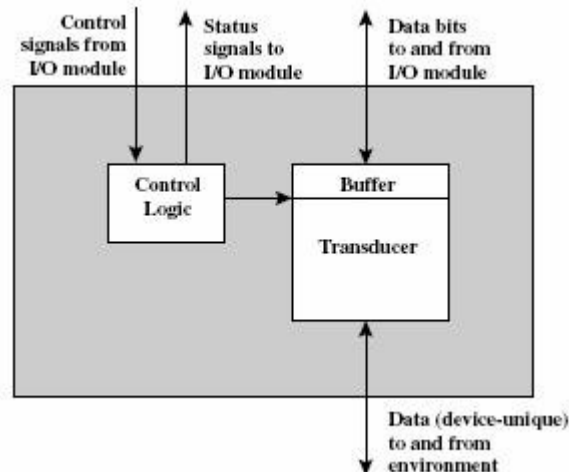 Control
signals from
I/O module
Status
signals to
I/O module
Data bits
to and from
I/O module
Control
Logic
Buffer
Transducer
Data (device-unique)
to and from
environment